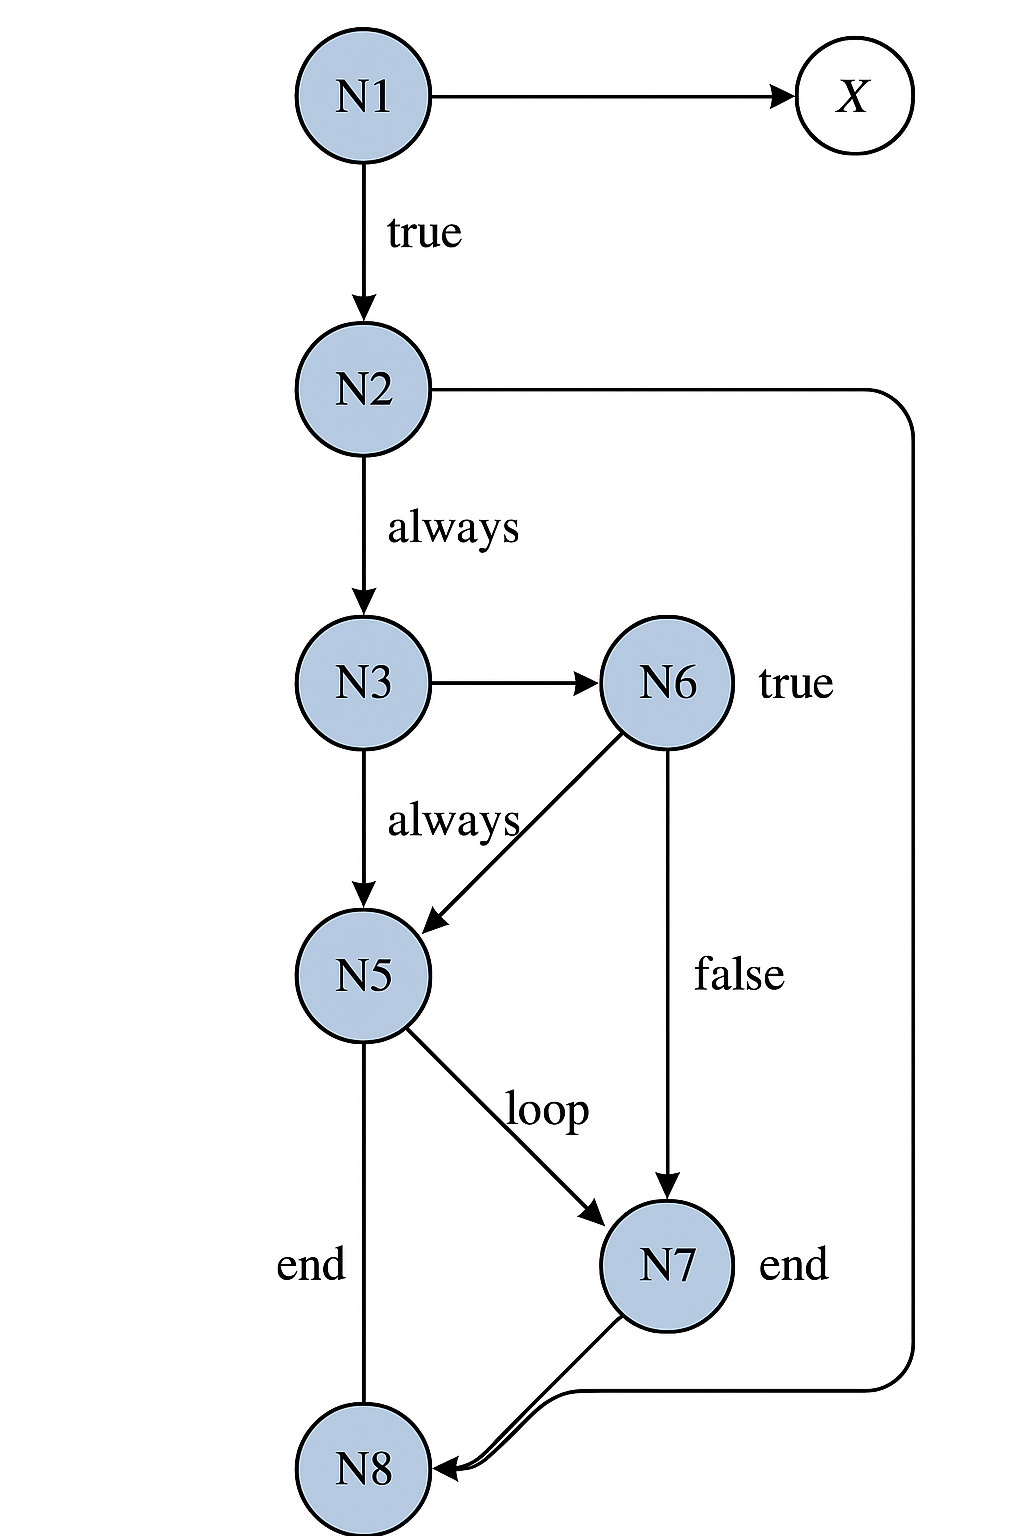 N1
X
true
N2
always
N3
N6
true
always
N5
false
loop
end
N7
end
N8